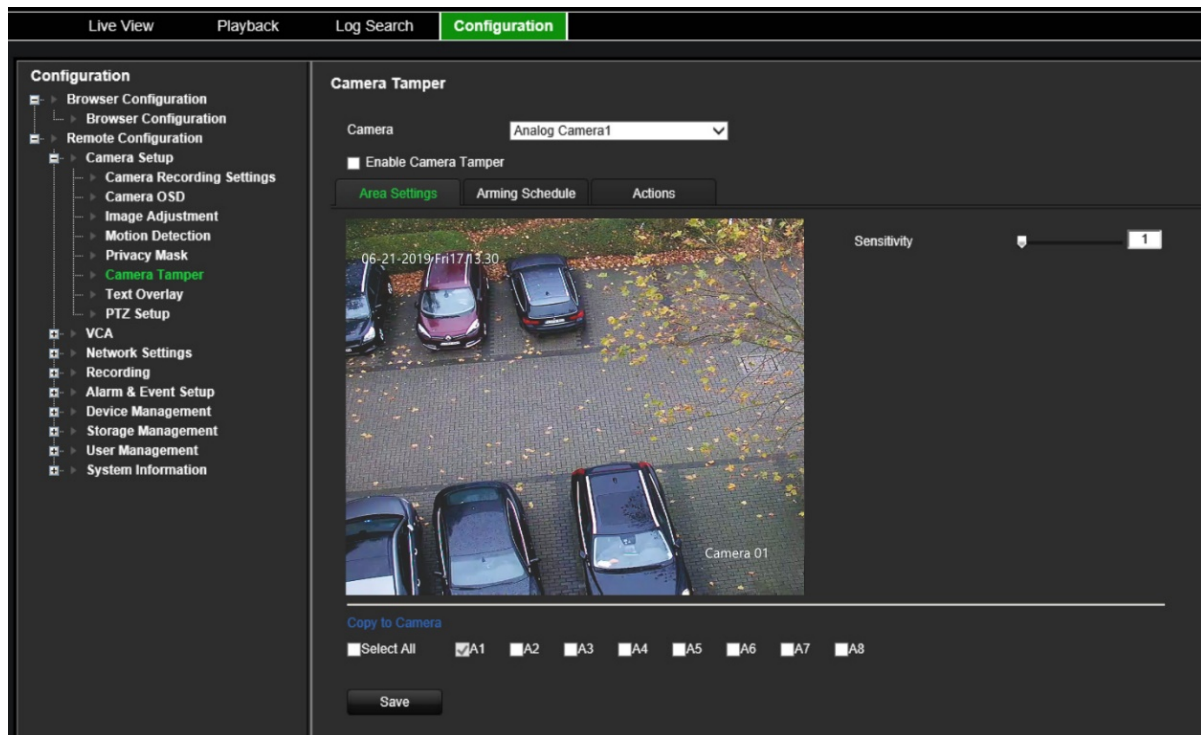 Live View Playback Log Search Configuration
Configuration
Browser Configuration
Browser Configuration
Remote Configuration
Camera Setup
Camera Recording Settings
Camera OSD
Image Adjustment
Motion Detection
Privacy Mask
Camera Tamper
Text Overlay
PTZ Setup
VCA
Network Settings
Recording
Alarm & Event Setup
Device Management
Storage Management
User Management
System Information
Camera Tamper
Camera Analog Camera1
Enable Camera Tamper
Area Settings Arming Schedule Actions
Sensitivity 1
06-21-2019 Fri17:13:30
Camera 01
Copy to Camera
Select All A1 A2 A3 A4 A5 A6 A7 A8
Save